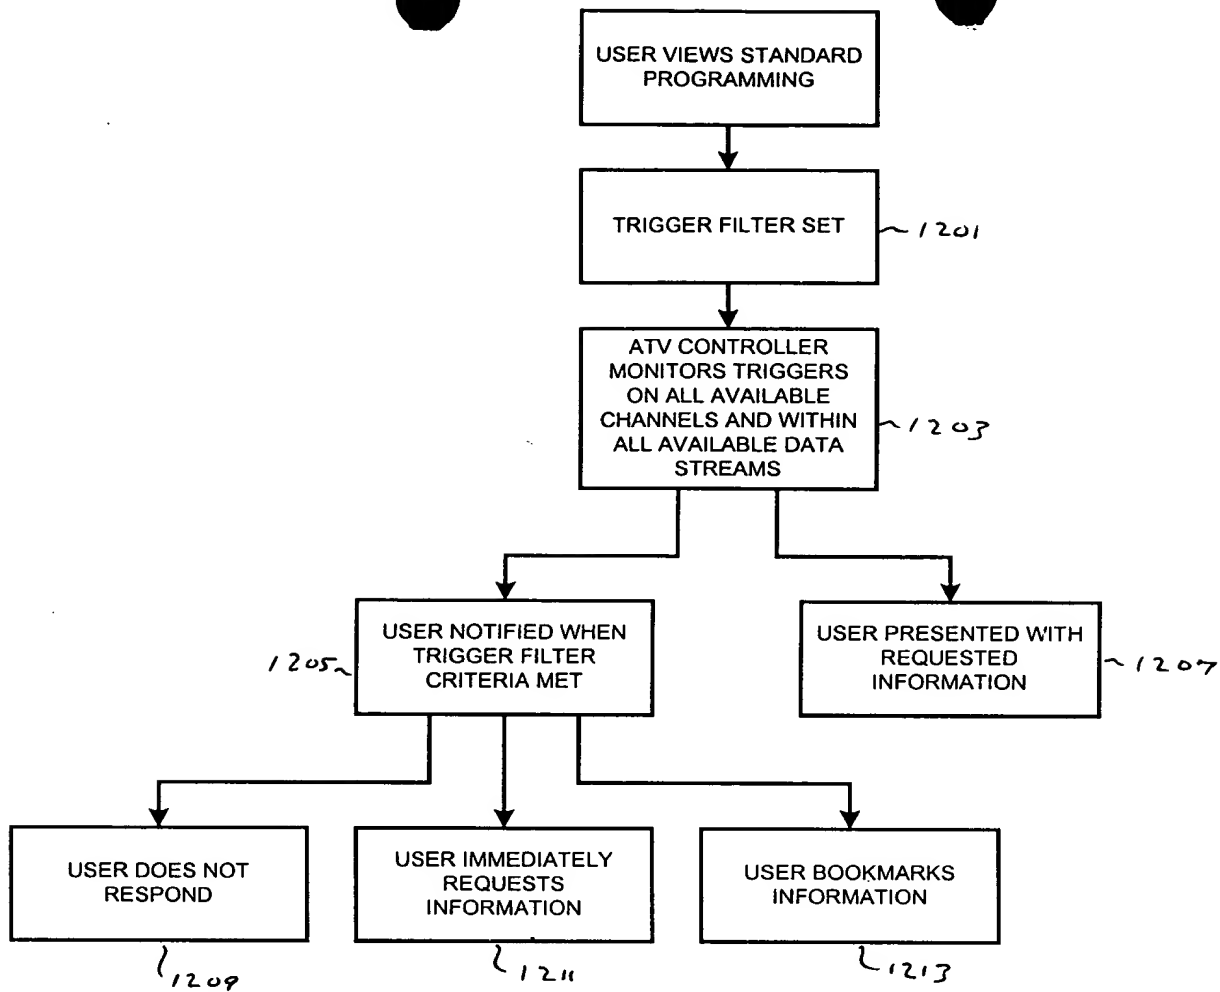 USER VIEWS STANDARD
PROGRAMMING
TRIGGER FILTER SET
1201
ATV CONTROLLER
MONITORS TRIGGERS
ON ALL AVAILABLE
CHANNELS AND WITHIN
ALL AVAILABLE DATA
STREAMS
1203
USER NOTIFIED WHEN
TRIGGER FILTER
CRITERIA MET
1205
USER PRESENTED WITH
REQUESTED
INFORMATION
1207
USER DOES NOT
RESPOND
1209
USER IMMEDIATELY
REQUESTS
INFORMATION
1211
USER BOOKMARKS
INFORMATION
1213